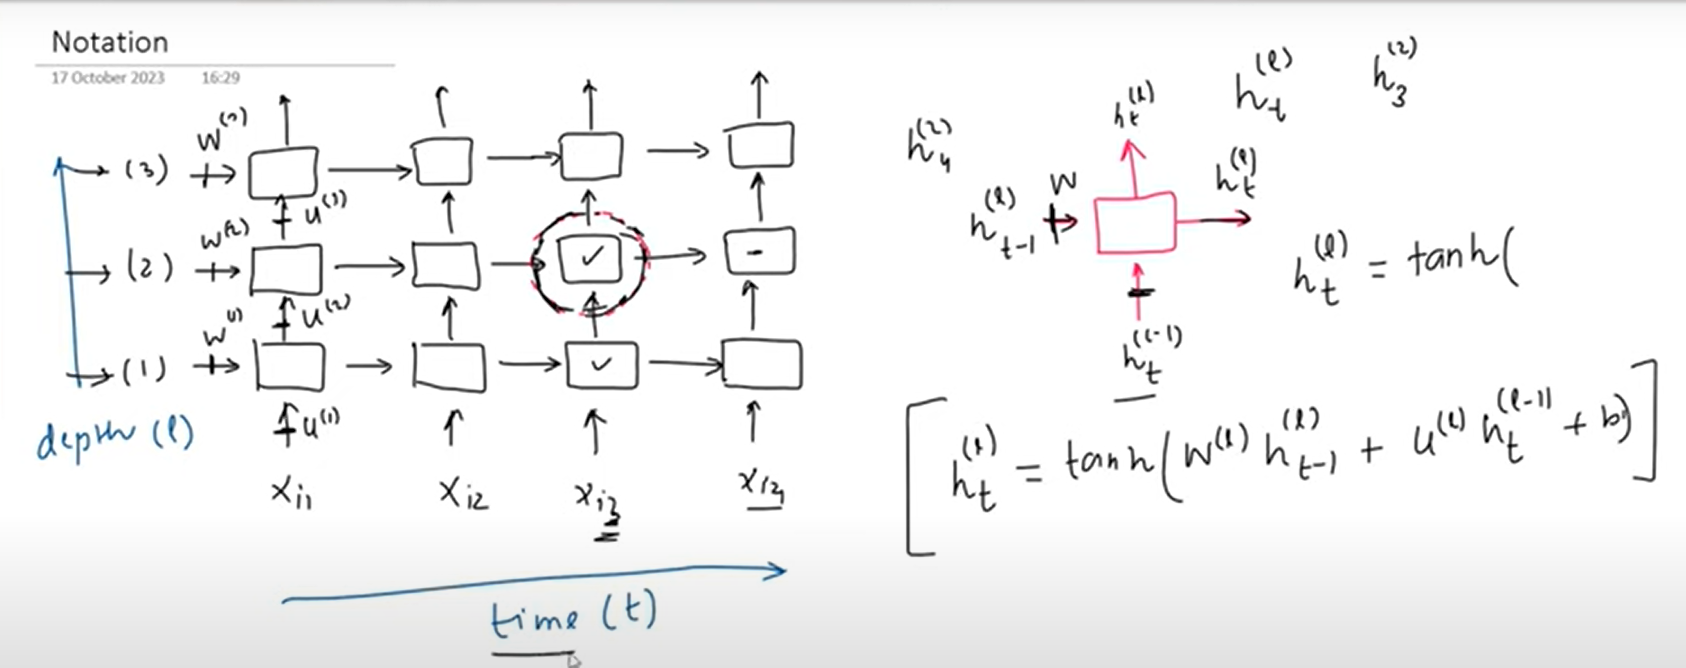 Notation
17 October 2023 16:29
W⁽³⁾
(3)
U⁽³⁾
W⁽²⁾
(2)
U⁽²⁾
W⁽¹⁾
(1)
depth (l)
U⁽¹⁾
xᵢ₁ xᵢ₂ xᵢ₃ xᵢ₄
time (t)
h₄⁽²⁾
hₜ⁽ˡ⁾
hₜ⁽ˡ⁾
h₃⁽²⁾
hₜ₋₁⁽ˡ⁾ W hₜ⁽ˡ⁾
hₜ⁽ˡ⁻¹⁾
hₜ⁽ˡ⁾ = tanh(
[hₜ⁽ˡ⁾ = tanh(W⁽ˡ⁾ hₜ₋₁⁽ˡ⁾ + U⁽ˡ⁾ hₜ⁽ˡ⁻¹⁾ + b)]